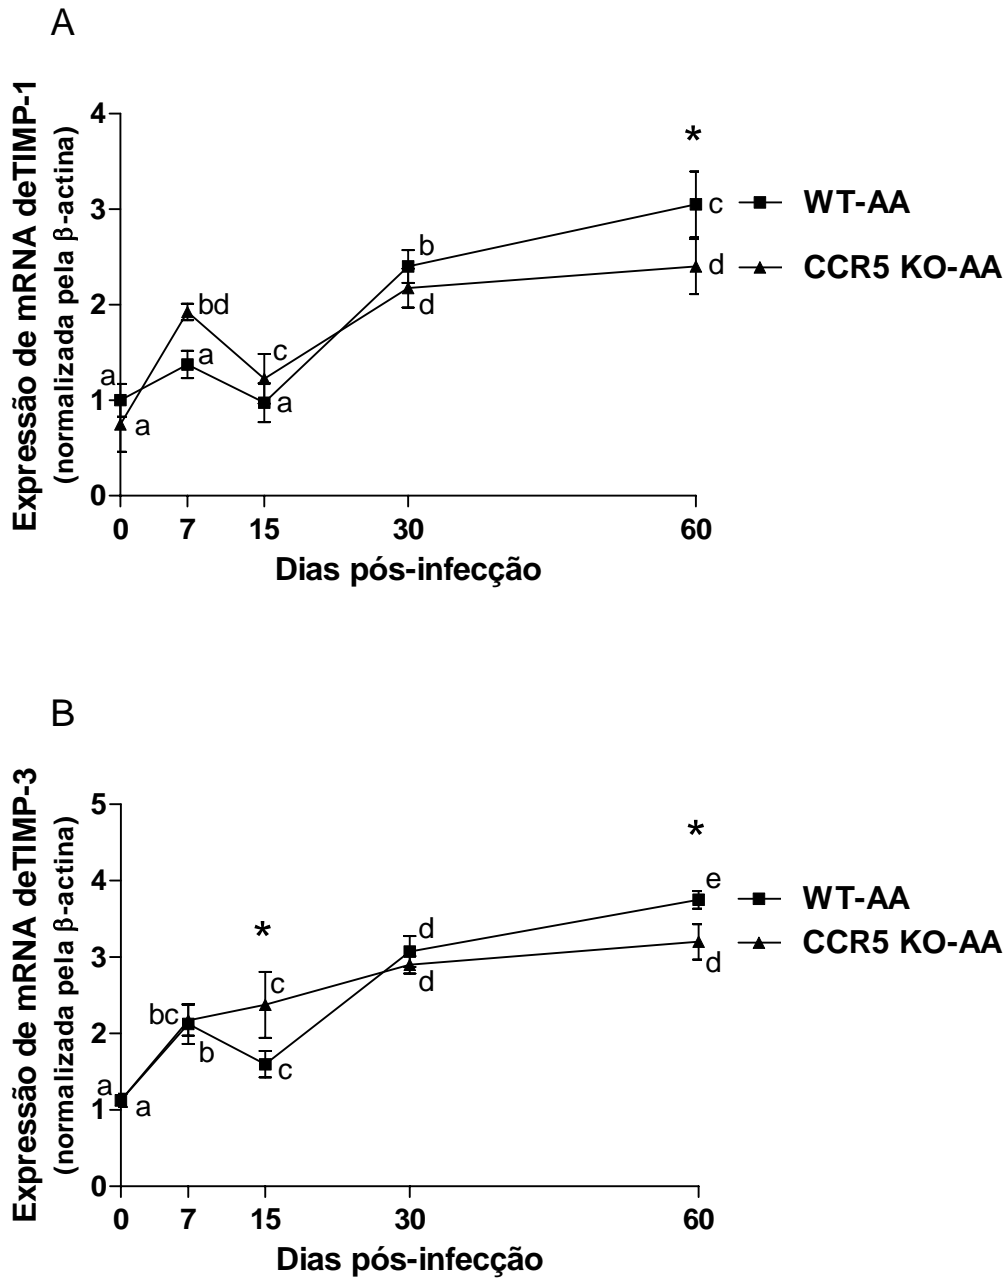 A
Expressão de mRNA deTIMP-1
(normalizada pela β-actina)
4
3
2
1
0
*
a
a
bd
a
c
a
b
d
c
d
WT-AA
CCR5 KO-AA
0 7 15 30 60
Dias pós-infecção
B
Expressão de mRNA deTIMP-3
(normalizada pela β-actina)
5
4
3
2
1
0
*
*
a
a
bc
b
c
c
d
d
e
d
WT-AA
CCR5 KO-AA
0 7 15 30 60
Dias pós-infecção